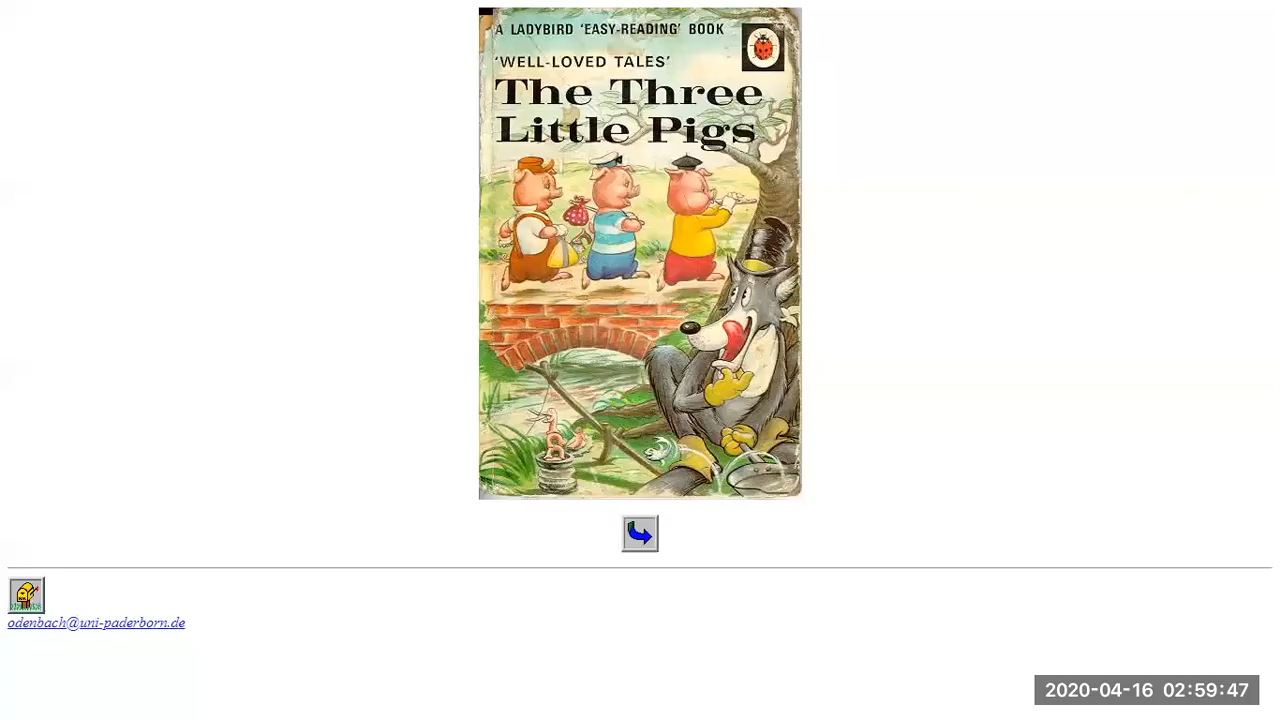 A LADYBIRD 'EASY-READING' BOOK
'WELL-LOVED TALES'
The Three
Little Pigs
odenbach@uni-paderborn.de
2020-04-16 02:59:47